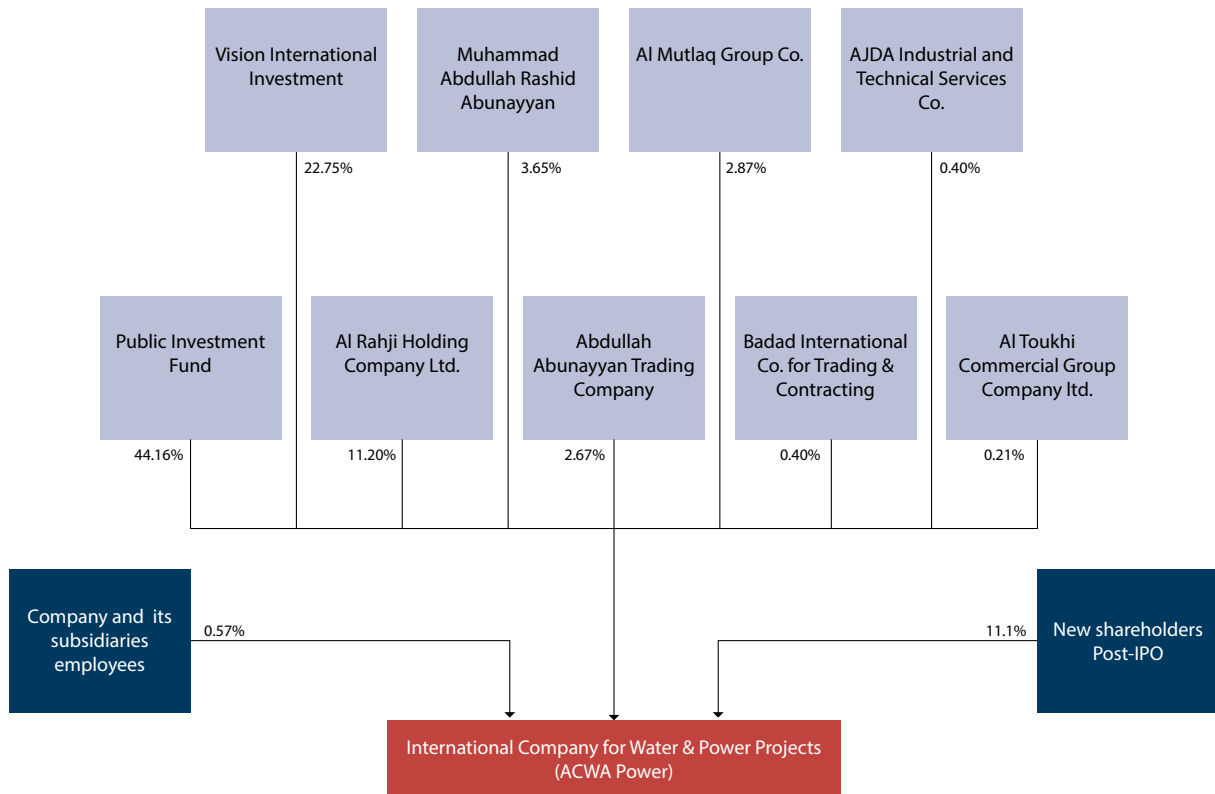 Vision International
Investment
Muhammad
Abdullah Rashid
Abunayyan
Al Mutlaq Group Co.
AJDA Industrial and
Technical Services
Co.
22.75%
3.65%
2.87%
0.40%
Public Investment
Fund
Al Rahji Holding
Company Ltd.
Abdullah
Abunayyan Trading
Company
Badad International
Co. for Trading &
Contracting
Al Toukhi
Commercial Group
Company ltd.
44.16%
11.20%
2.67%
0.40%
0.21%
Company and its
subsidiaries
employees
0.57%
11.1%
New shareholders
Post-IPO
International Company for Water & Power Projects
(ACWA Power)